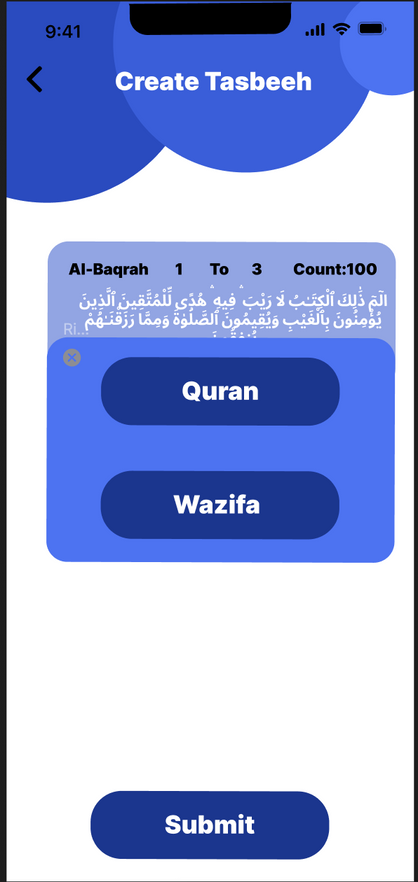 9:41
Create Tasbeeh
Al-Baqrah 1 To 3 Count:100
الٓمٓ ذَٰلِكَ ٱلْكِتَـٰبُ لَا رَيْبَ ۛ فِيهِ ۛ هُدًى لِّلْمُتَّقِينَ ٱلَّذِينَ
يُؤْمِنُونَ بِٱلْغَيْبِ وَيُقِيمُونَ ٱلصَّلَوٰةَ وَمِمَّا رَزَقْنَـٰهُمْ
Ri...
Quran
Wazifa
Submit